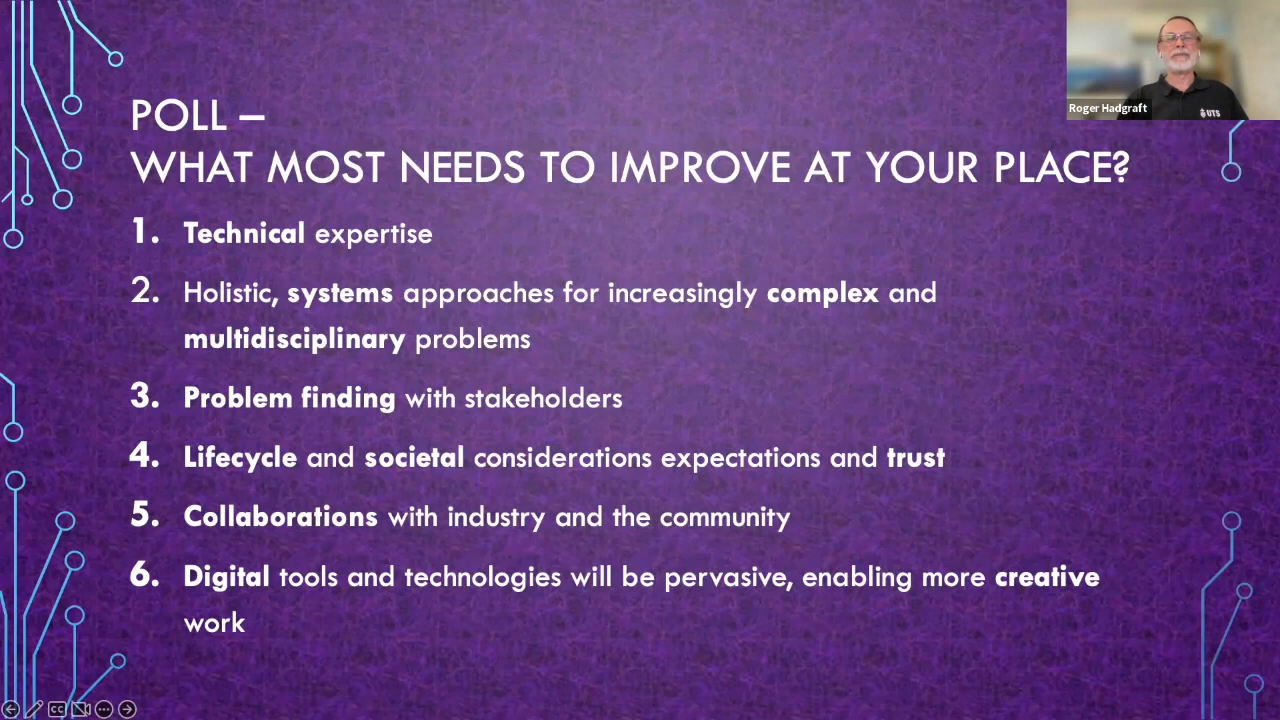 POLL –
WHAT MOST NEEDS TO IMPROVE AT YOUR PLACE?
1. Technical expertise
2. Holistic, systems approaches for increasingly complex and
multidisciplinary problems
3. Problem finding with stakeholders
4. Lifecycle and societal considerations expectations and trust
5. Collaborations with industry and the community
6. Digital tools and technologies will be pervasive, enabling more creative
work
Roger Hadgraft
UTS
CC